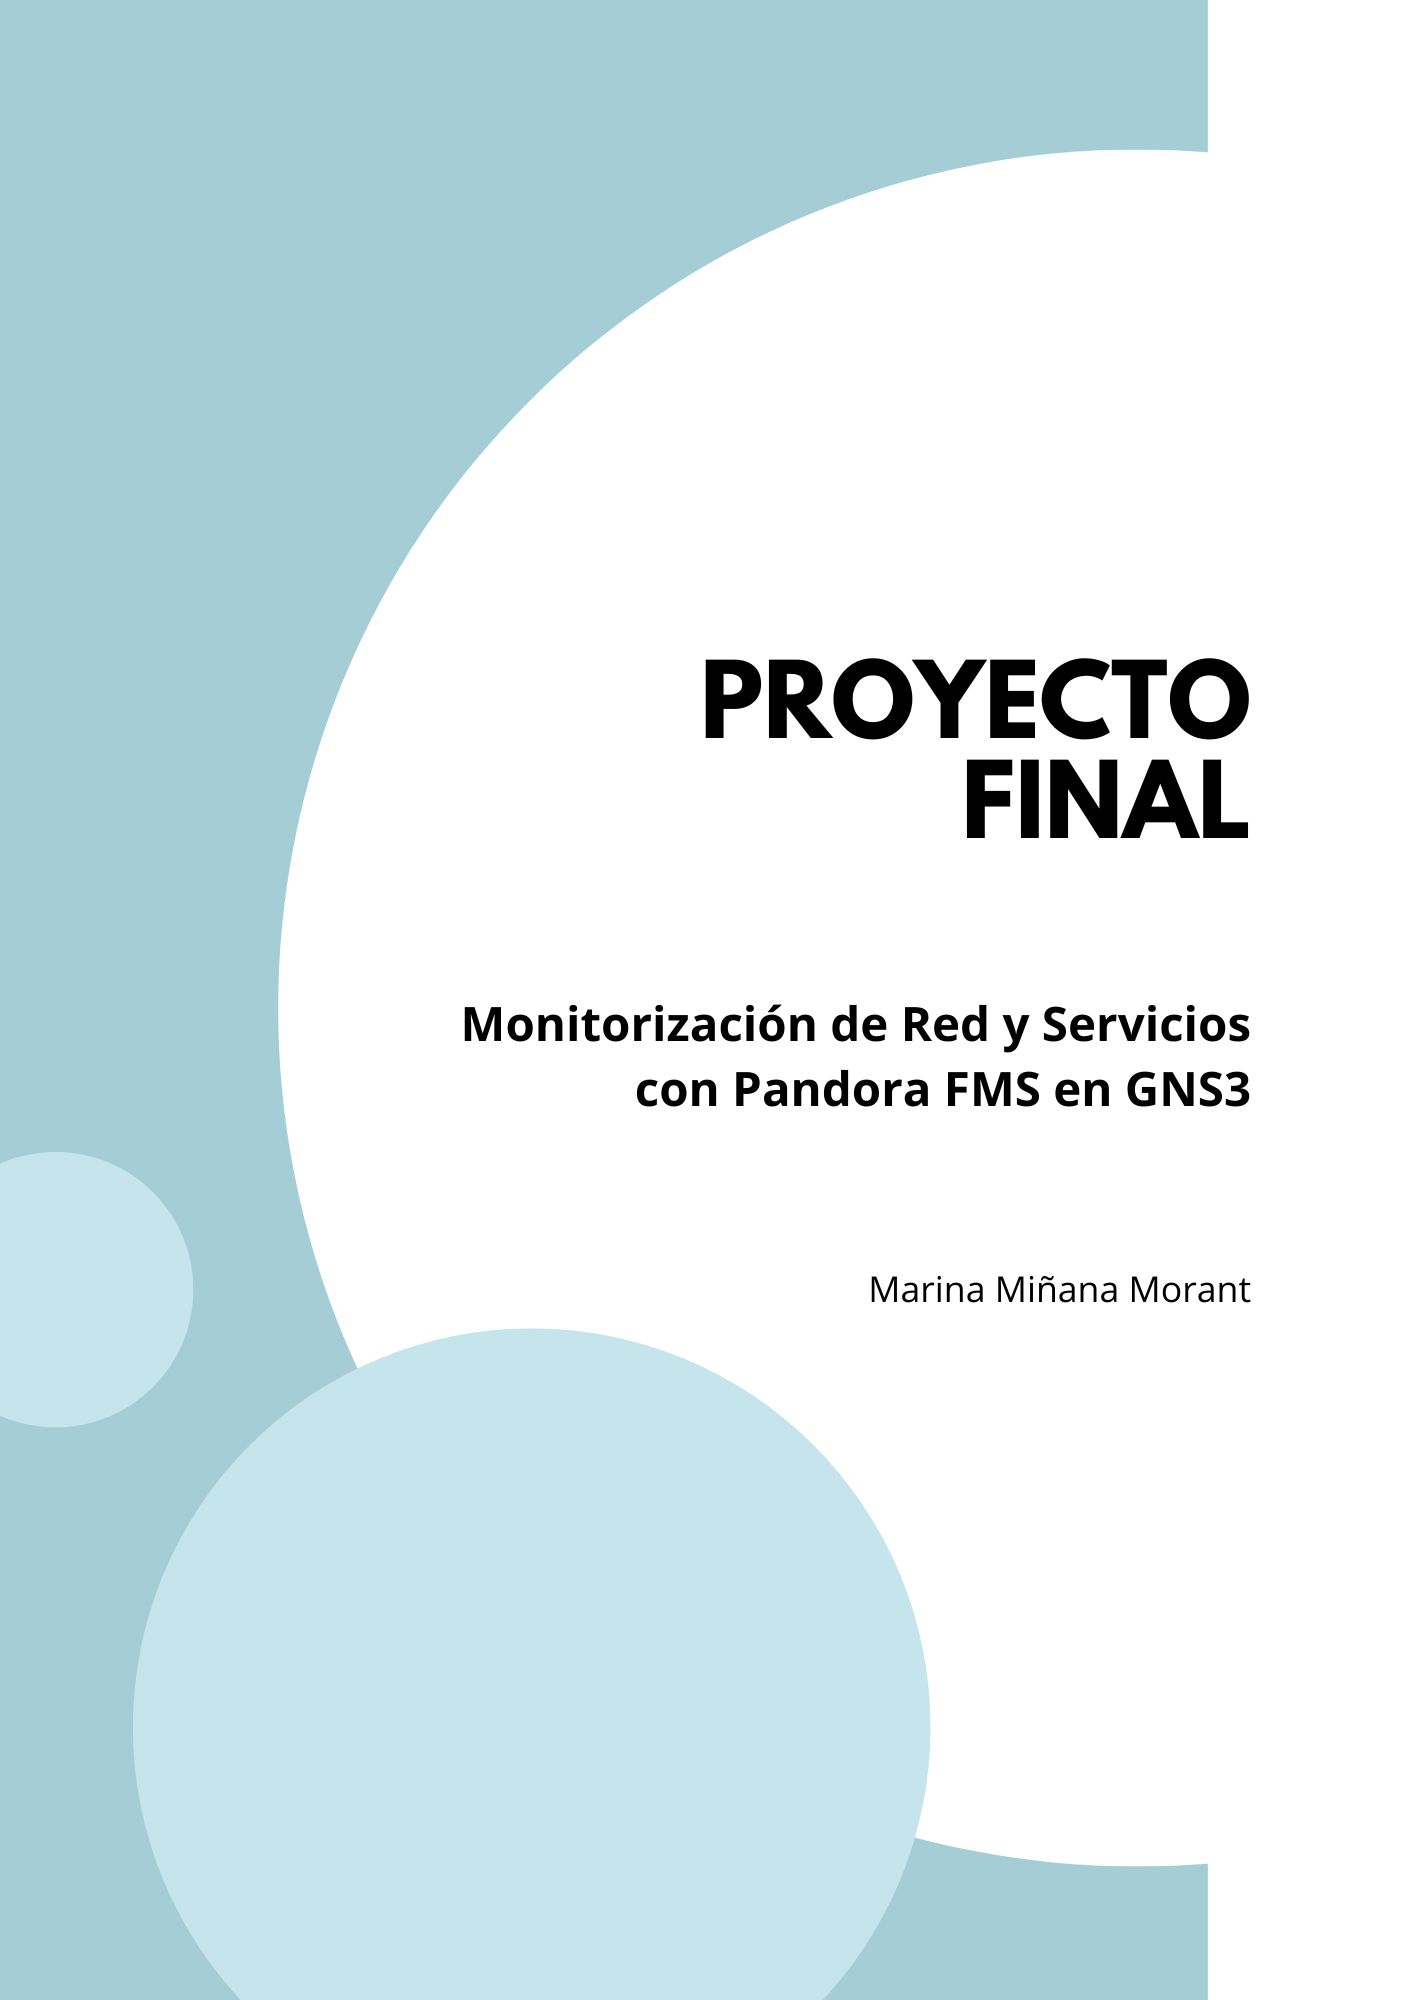 PROYECTO
FINAL
Monitorización de Red y Servicios
con Pandora FMS en GNS3
Marina Miñana Morant